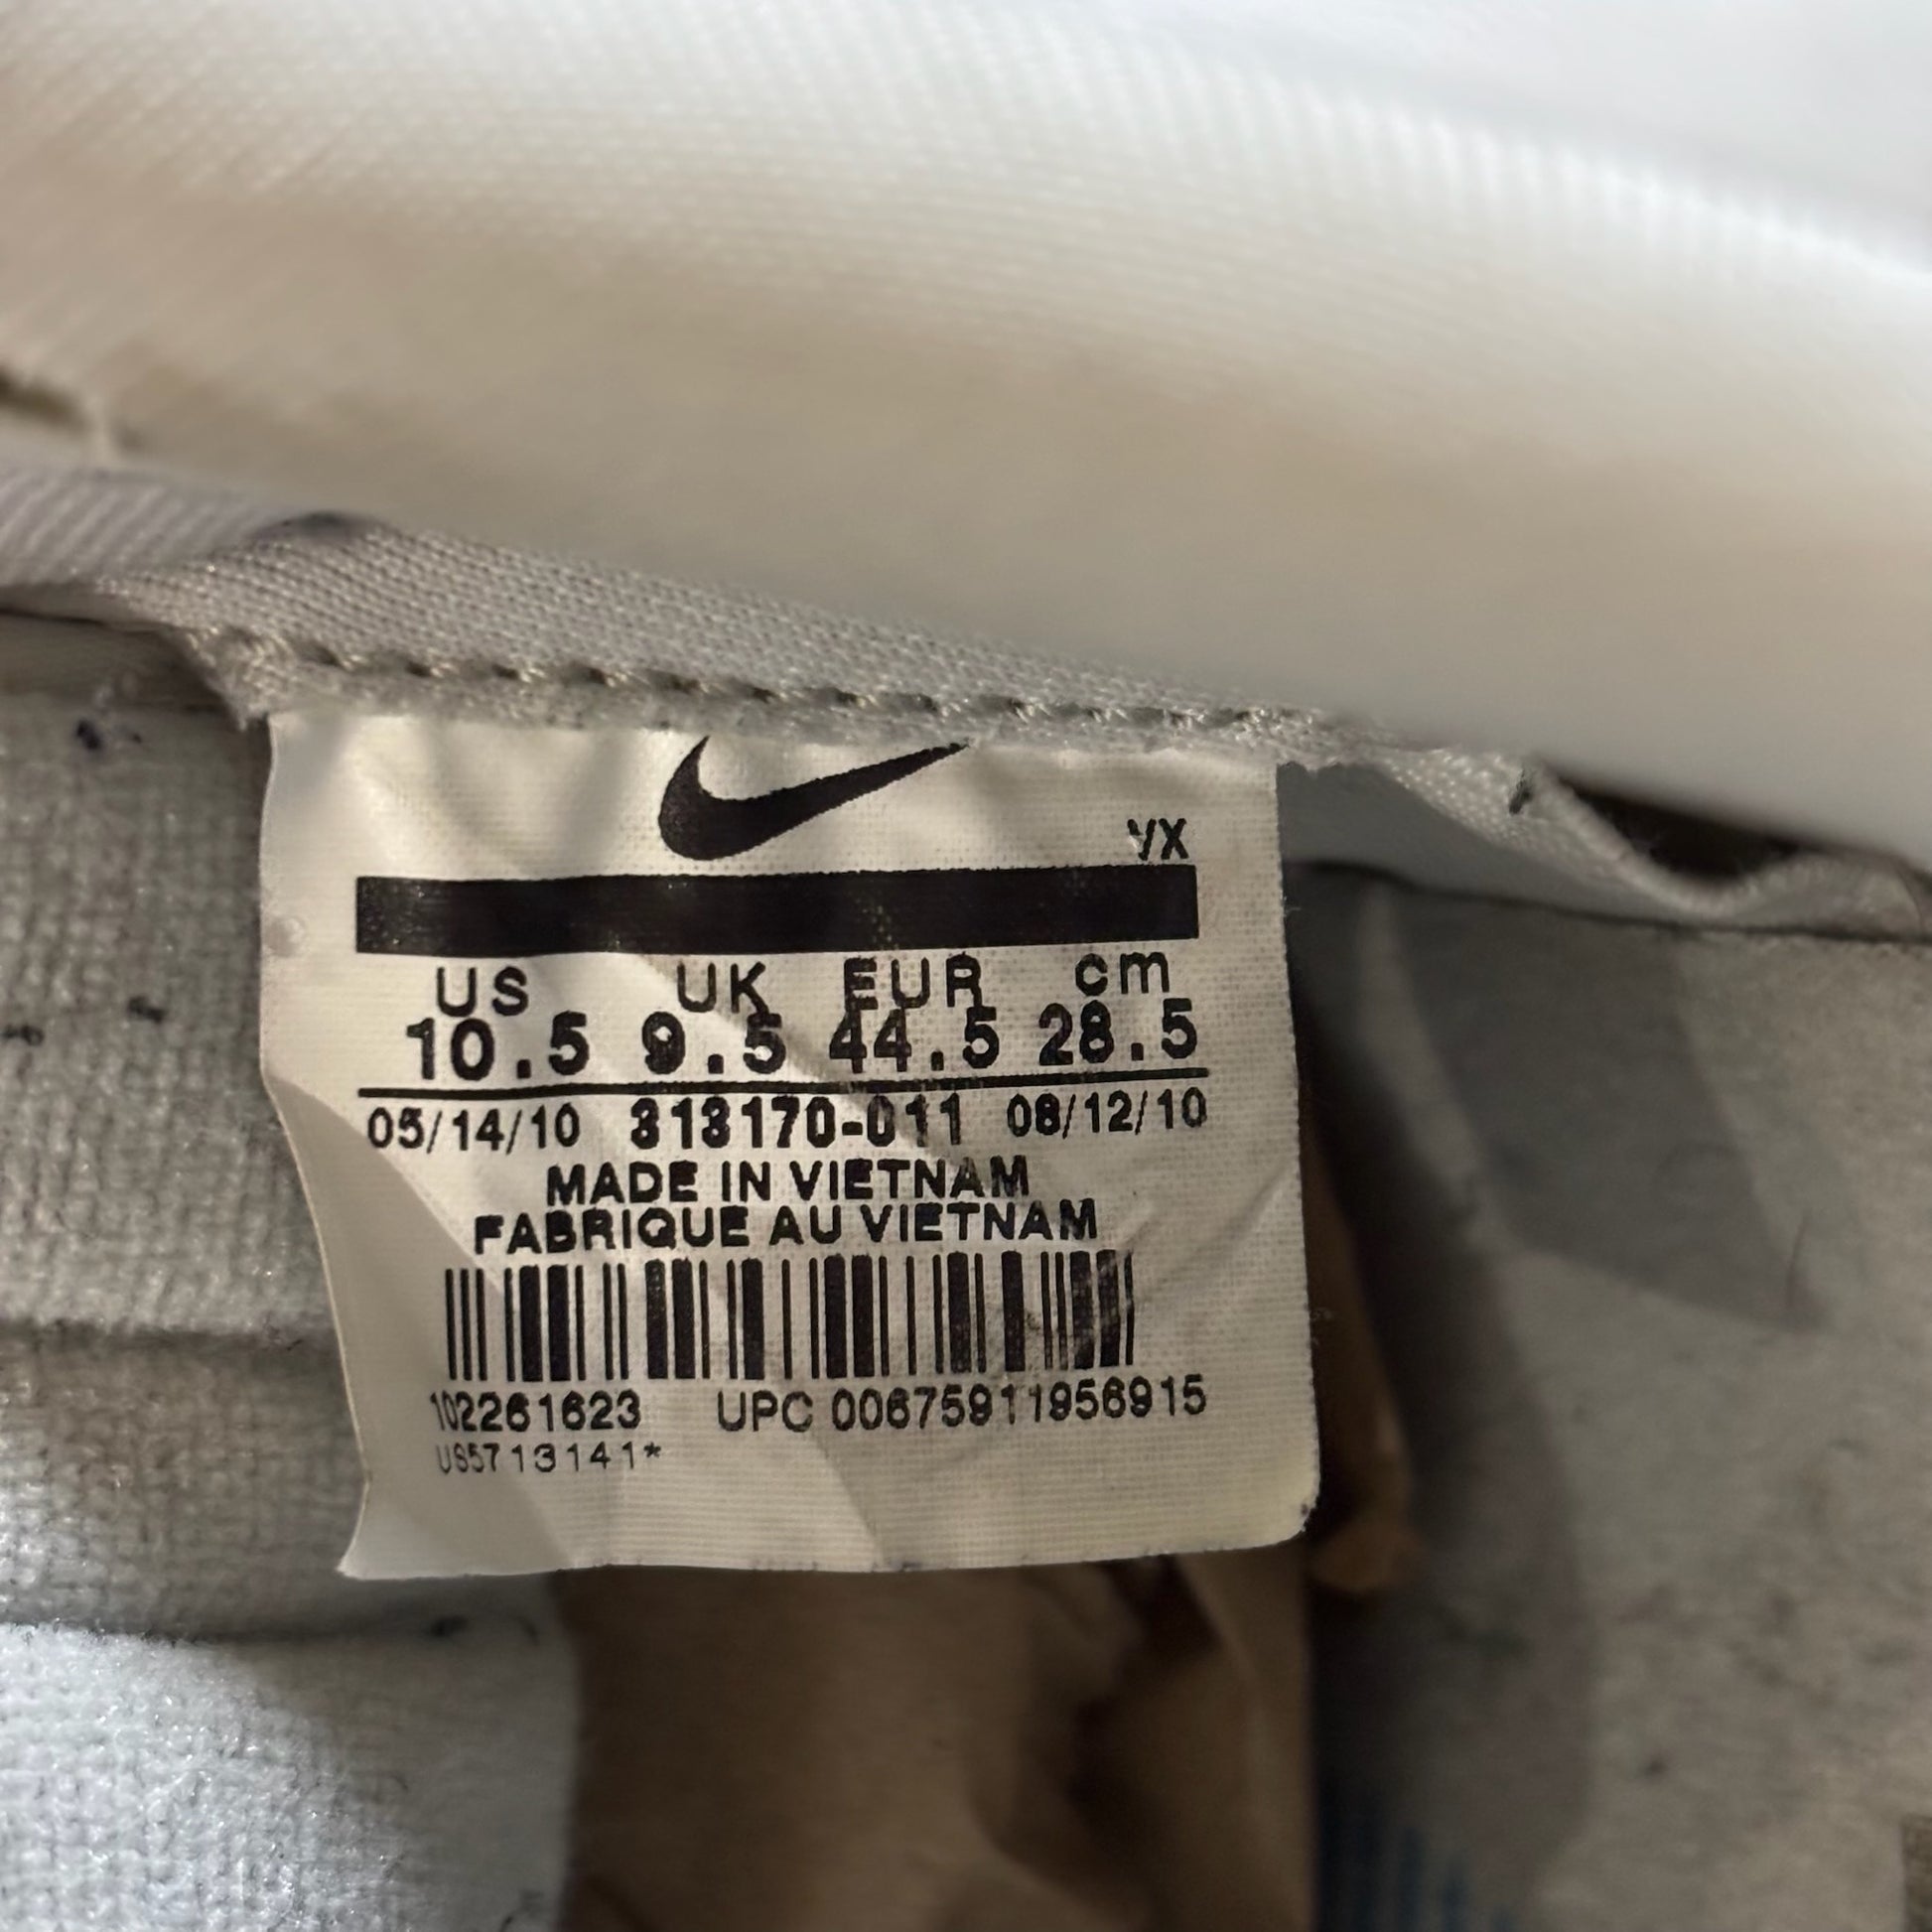 YX
US UK EUR cm
10.5 9.5 44.5 28.5
05/14/10 313170-011 08/12/10
MADE IN VIETNAM
FABRIQUE AU VIETNAM
102261623 UPC 00675911956915
US5713141*